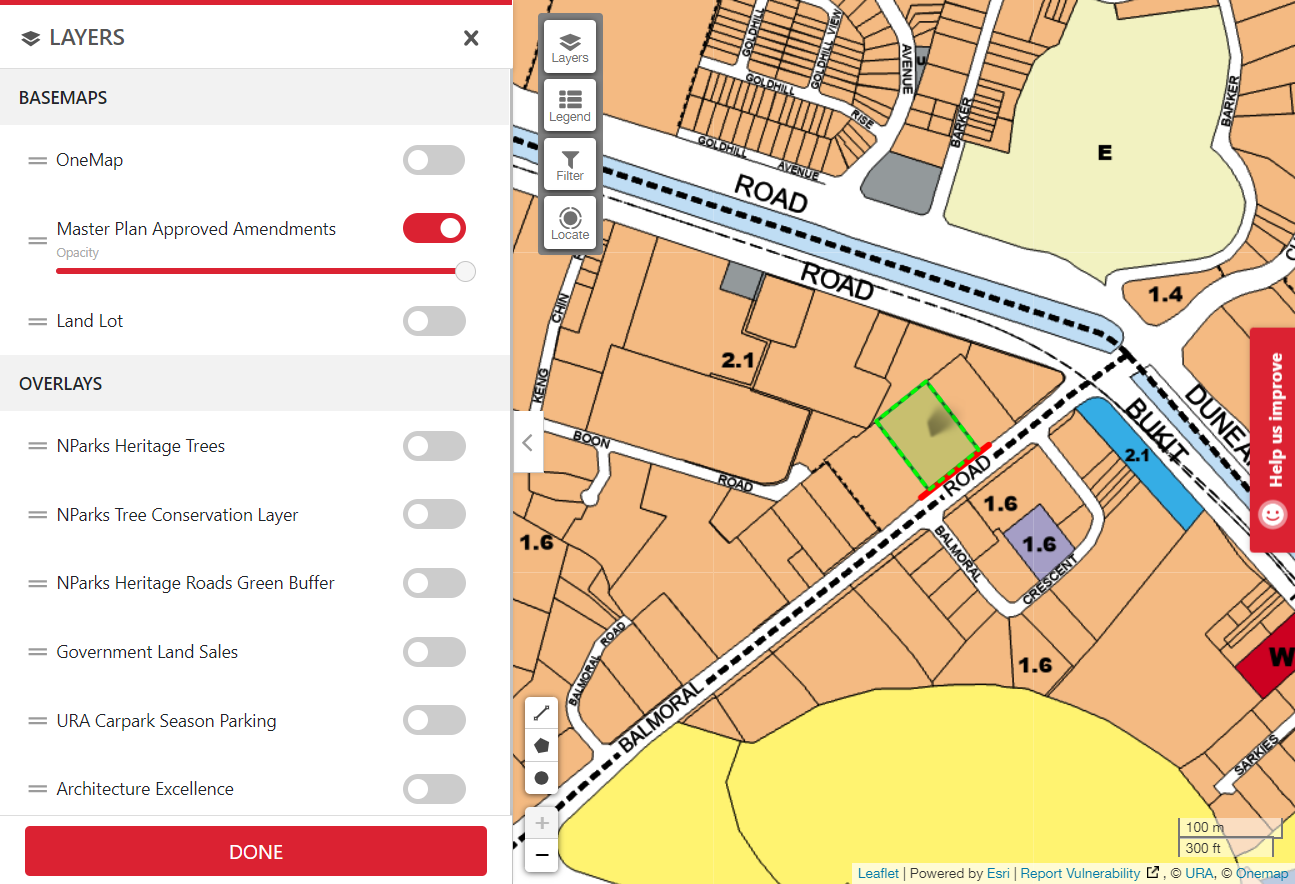 LAYERS
BASEMAPS
OneMap
Master Plan Approved Amendments
Opacity
Land Lot
OVERLAYS
NParks Heritage Trees
NParks Tree Conservation Layer
NParks Heritage Roads Green Buffer
Government Land Sales
URA Carpark Season Parking
Architecture Excellence
DONE
Layers
Legend
Filter
Locate
GOLDHILL
GOLDHILL VIEW
AVENUE
U
GOLDHILL
RISE
BARKER
BARKER
GOLDHILL
AVENUE
E
ROAD
ROAD
1.4
CHIN
KENG
2.1
BOON
ROAD
ROAD
BUKIT
2.1
1.6
1.6
1.6
BALMORAL
CRESCENT
1.6
BALMORAL ROAD
BALMORAL
W
SARKIES
Help us improve
100 m
300 ft
Leaflet | Powered by Esri | Report Vulnerability , © URA, © Onemap